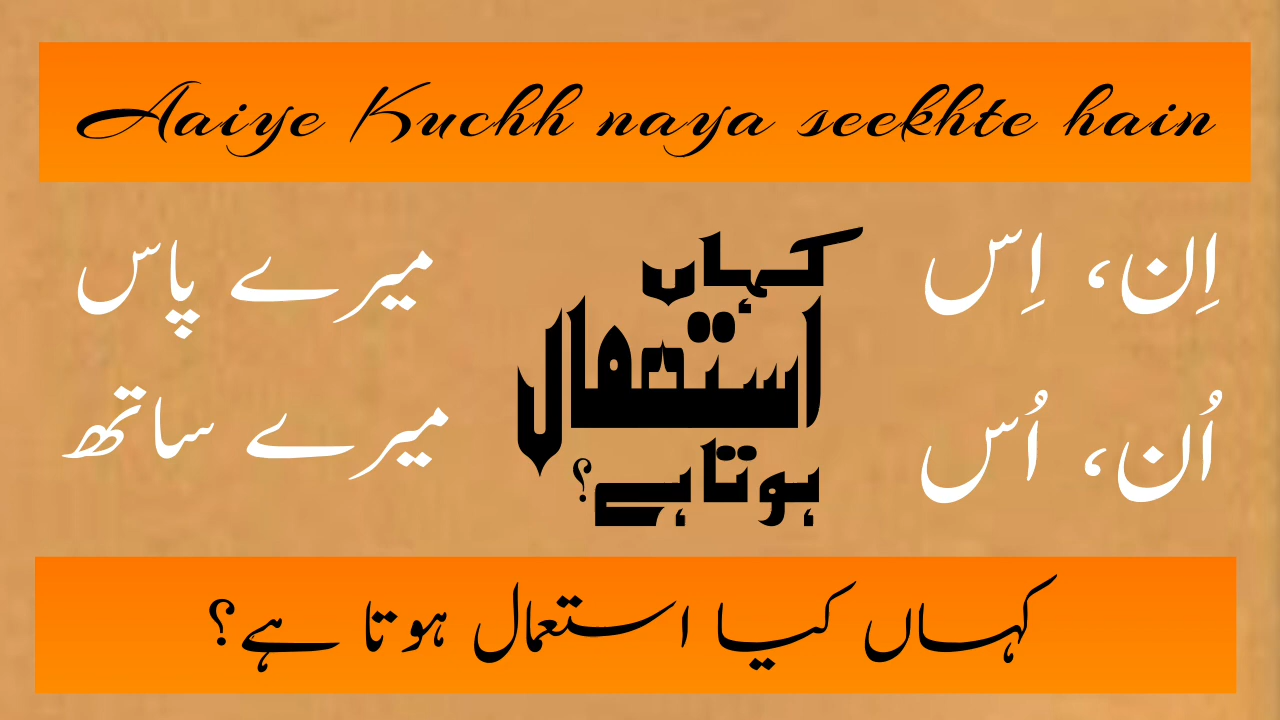 Aaiye Kuchh naya seekhte hain
اِن، اِس
اُن، اُس
کہاں
استعمال
ہوتا ہے؟
میرے پاس
میرے ساتھ
کہاں کیا استعمال ہوتا ہے؟